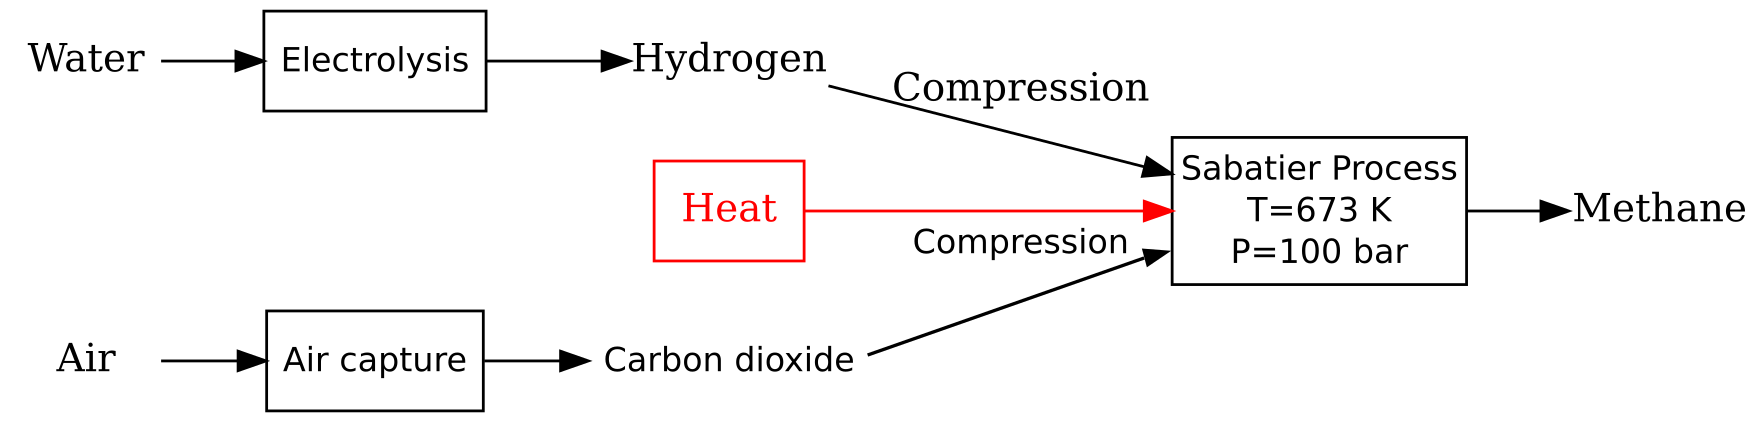 Water
Electrolysis
Hydrogen
Compression
Heat
Compression
Sabatier Process
T=673 K
P=100 bar
Methane
Air
Air capture
Carbon dioxide